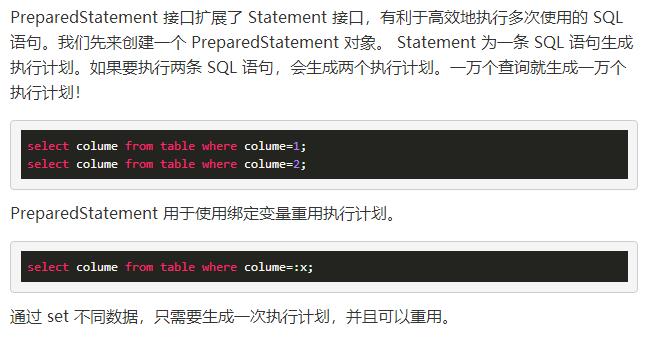 PreparedStatement 接口扩展了 Statement 接口，有利于高效地执行多次使用的 SQL
语句。我们先来创建一个 PreparedStatement 对象。 Statement 为一条 SQL 语句生成
执行计划。如果要执行两条 SQL 语句，会生成两个执行计划。一万个查询就生成一万个
执行计划！
select colume from table where colume=1;
select colume from table where colume=2;
PreparedStatement 用于使用绑定变量重用执行计划。
select colume from table where colume=:x;
通过 set 不同数据，只需要生成一次执行计划，并且可以重用。